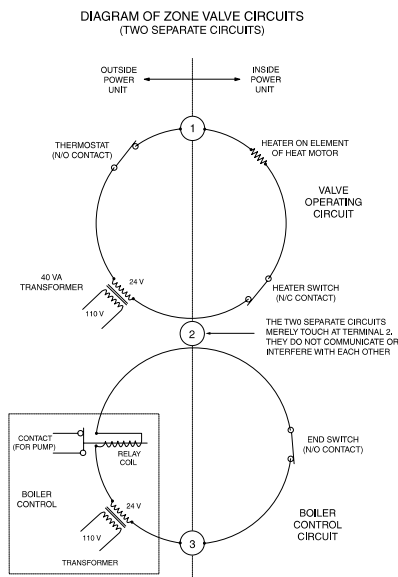 DIAGRAM OF ZONE VALVE CIRCUITS
(TWO SEPARATE CIRCUITS)
OUTSIDE
POWER
UNIT
INSIDE
POWER
UNIT
1
THERMOSTAT
(N/O CONTACT)
HEATER ON ELEMENT
OF HEAT MOTOR
VALVE
OPERATING
CIRCUIT
40 VA
TRANSFORMER
24 V
110 V
HEATER SWITCH
(N/C CONTACT)
2
THE TW0 SEPARATE CIRCUITS
MERELY TOUCH AT TERMINAL 2.
THEY DO NOT COMMUNICATE OR
INTERFERE WITH EACH OTHER
CONTACT
(FOR PUMP)
RELAY
COIL
END SWITCH
(N/O CONTACT)
BOILER
CONTROL
24 V
110 V
TRANSFORMER
3
BOILER
CONTROL
CIRCUIT